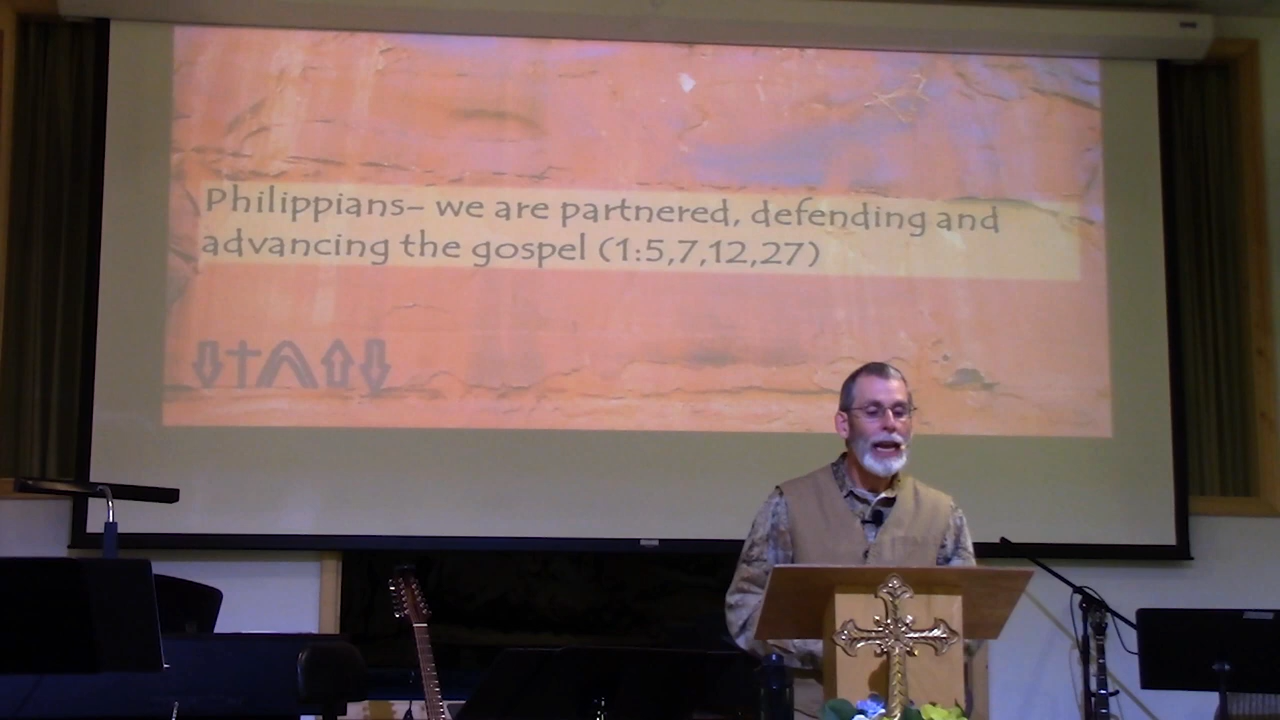 Philippians– we are partnered, defending and
advancing the gospel (1:5,7,12,27)